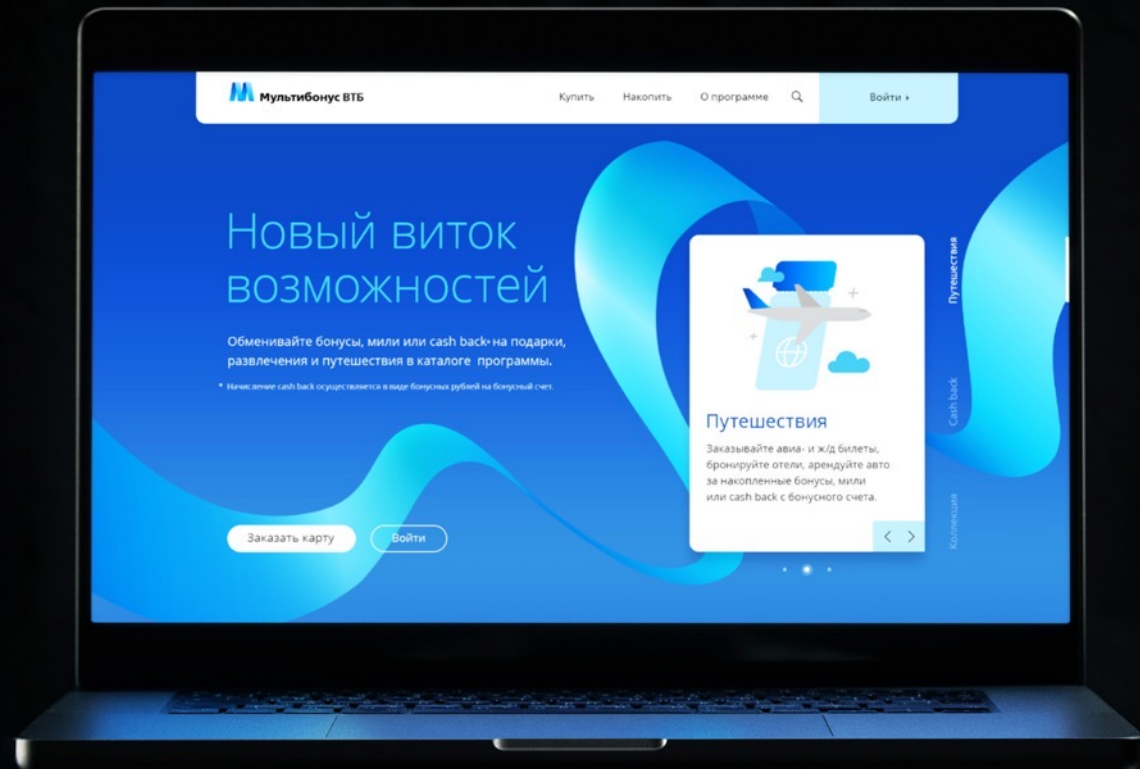 Мультибонус ВТБ
Купить
Накопить
О программе
Войти
Новый виток
возможностей
Обменивайте бонусы, мили или cash back* на подарки,
развлечения и путешествия в каталоге программы.
* Начисление cash back осуществляется в виде бонусных рублей на бонусный счет.
Заказать карту
Войти
Путешествия
Заказывайте авиа- и ж/д билеты,
бронируйте отели, арендуйте авто
за накопленные бонусы, мили
или cash back с бонусного счета.
Путешествия
Cash back
Коллекция